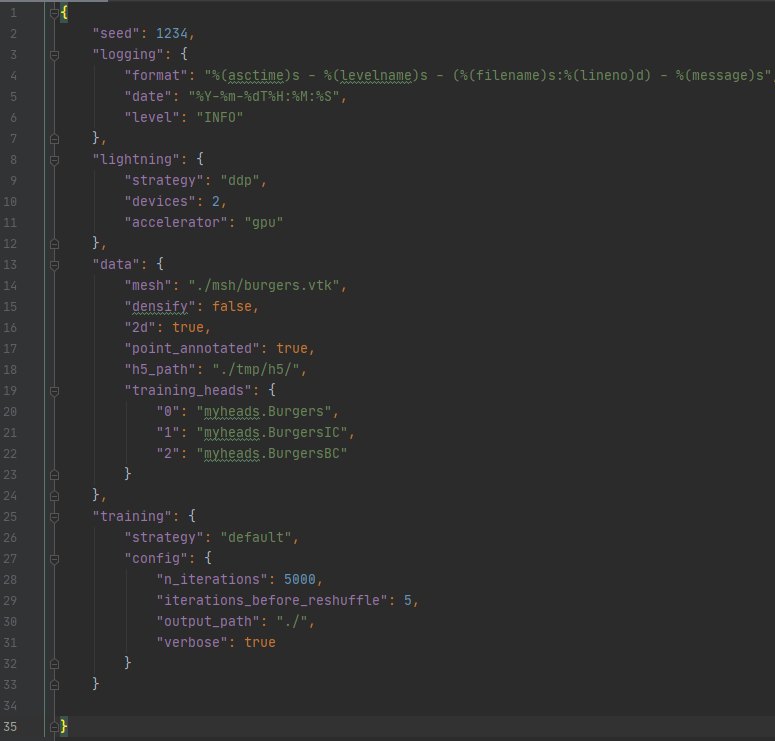 1 {
2     "seed": 1234,
3     "logging": {
4         "format": "%(asctime)s - %(levelname)s - (%(filename)s:%(lineno)d) - %(message)s"
5         "date": "%Y-%m-%dT%H:%M:%S",
6         "level": "INFO"
7     },
8     "lightning": {
9         "strategy": "ddp",
10         "devices": 2,
11         "accelerator": "gpu"
12     },
13     "data": {
14         "mesh": "./msh/burgers.vtk",
15         "densify": false,
16         "2d": true,
17         "point_annotated": true,
18         "h5_path": "./tmp/h5/",
19         "training_heads": {
20             "0": "myheads.Burgers",
21             "1": "myheads.BurgersIC",
22             "2": "myheads.BurgersBC"
23         }
24     },
25     "training": {
26         "strategy": "default",
27         "config": {
28             "n_iterations": 5000,
29             "iterations_before_reshuffle": 5,
30             "output_path": "./",
31             "verbose": true
32         }
33     }
34
35 }